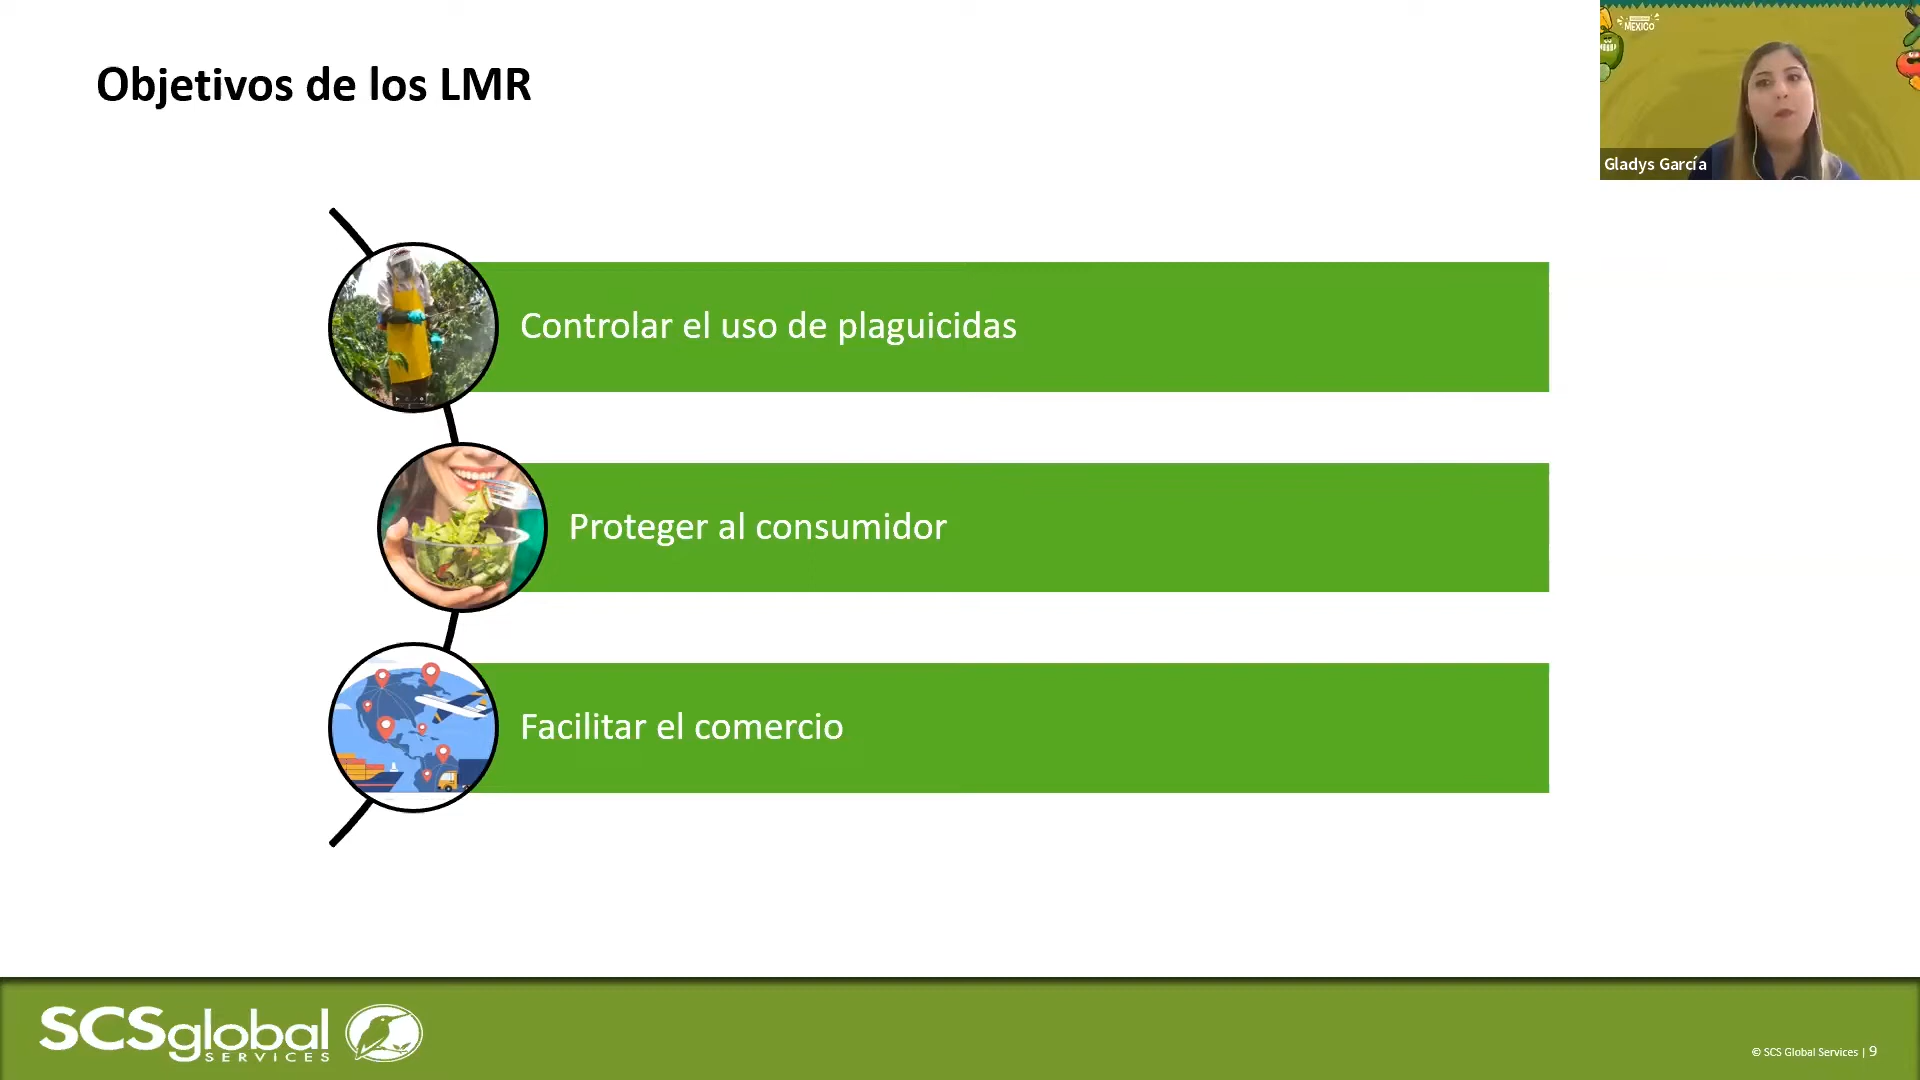 Objetivos de los LMR
MEXICO
Gladys García
Controlar el uso de plaguicidas
Proteger al consumidor
Facilitar el comercio
SCSglobal
SERVICES
© SCS Global Services | 9